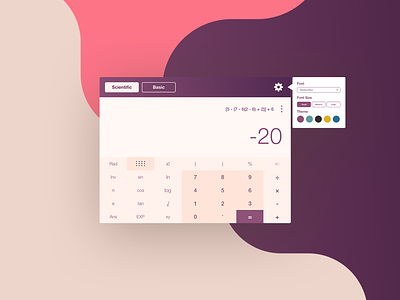 Scientific Basic
Font
Font Size
Theme
[5 - (7 - 6(2 - 6) + 2)] + 6
-20
Rad x! ( ) %
Inv sin ln 7 8 9 ÷
π cos log 4 5 6 ×
e tan √ 1 2 3 -
Ans EXP xy 0 . = +